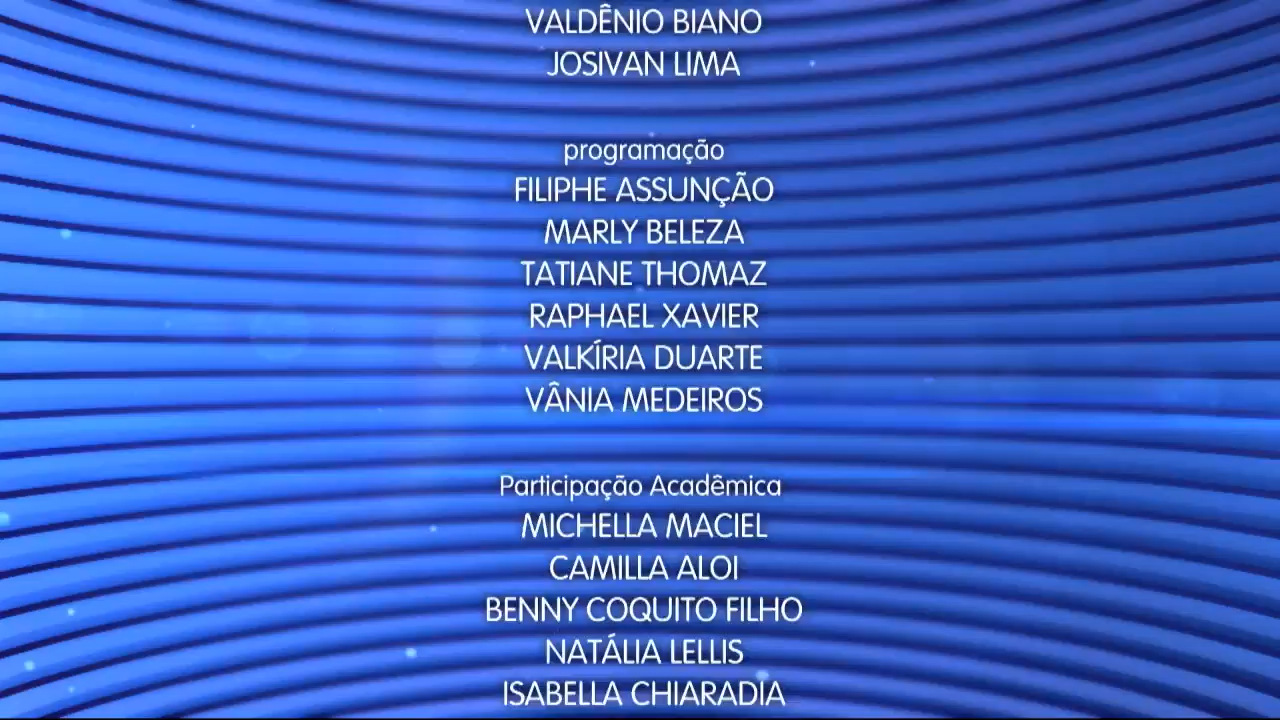 VALDÊNIO BIANO
JOSIVAN LIMA
programação
FILIPHE ASSUNÇÃO
MARLY BELEZA
TATIANE THOMAZ
RAPHAEL XAVIER
VALKÍRIA DUARTE
VÂNIA MEDEIROS
Participação Acadêmica
MICHELLA MACIEL
CAMILLA ALOI
BENNY COQUITO FILHO
NATÁLIA LELLIS
ISABELLA CHIARADIA